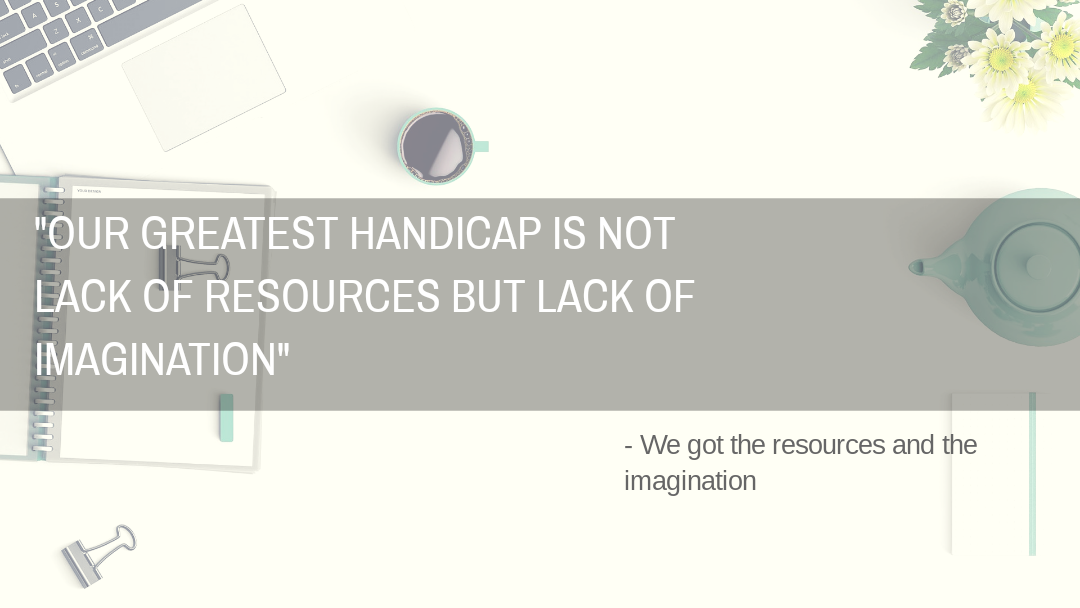 "OUR GREATEST HANDICAP IS NOT
LACK OF RESOURCES BUT LACK OF
IMAGINATION"
- We got the resources and the
imagination